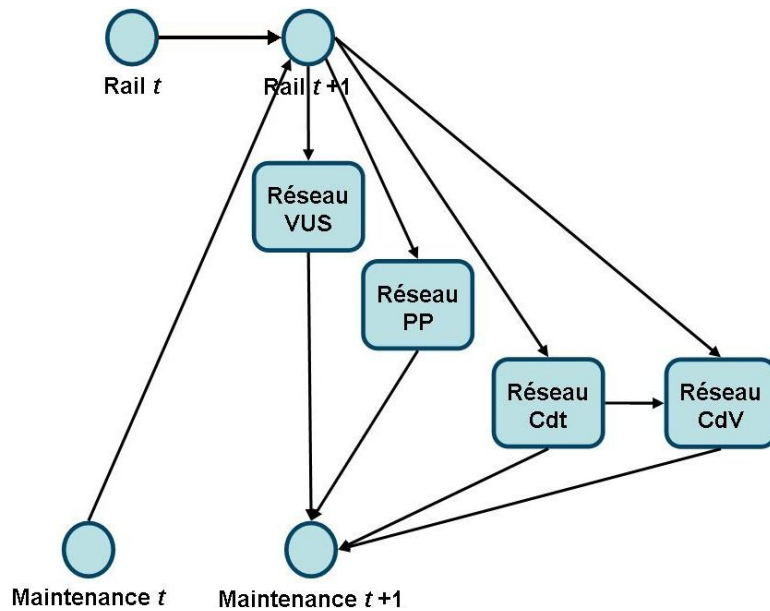 Rail t
Rail t +1
Réseau
VUS
Réseau
PP
Réseau
Cdt
Réseau
CdV
Maintenance t
Maintenance t +1